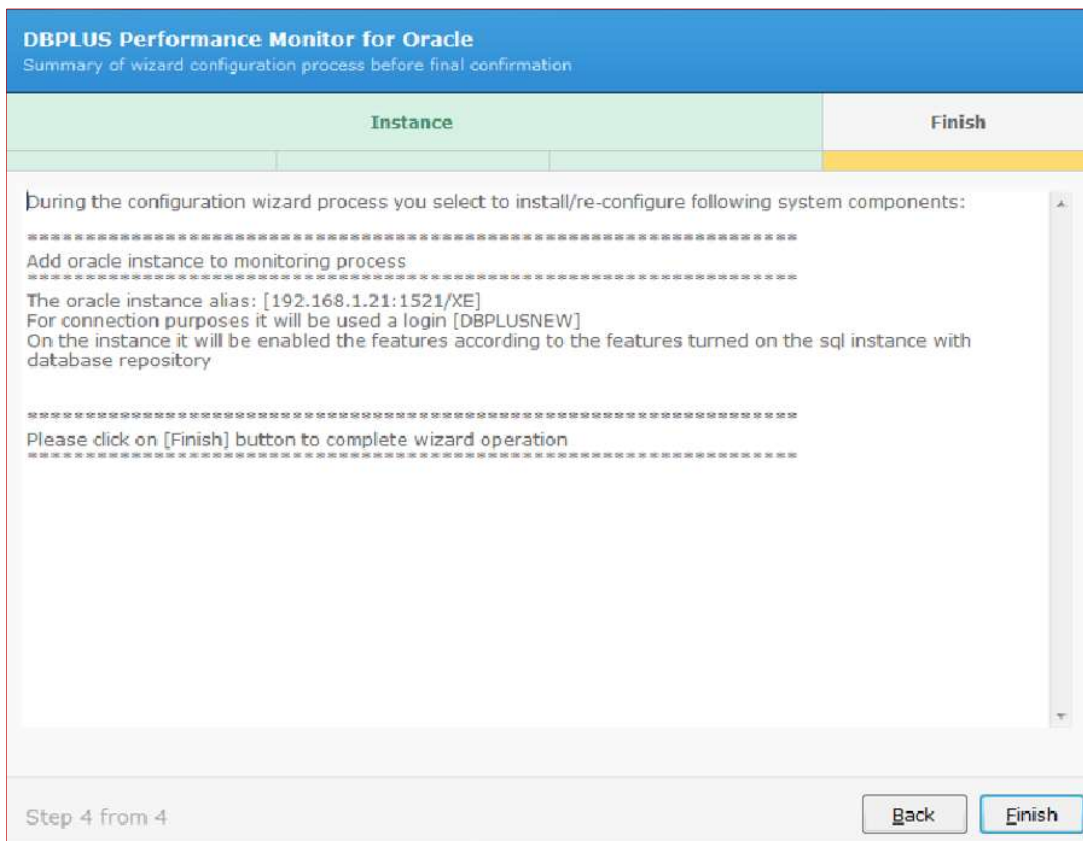 DBPLUS Performance Monitor for Oracle
Summary of wizard configuration process before final confirmation
Instance
Finish
During the configuration wizard process you select to install/re-configure following system components:
==================================================================
Add oracle instance to monitoring process
==================================================================
The oracle instance alias: [192.168.1.21:1521/XE]
For connection purposes it will be used a login [DBPLUSNEW]
On the instance it will be enabled the features according to the features turned on the sql instance with
database repository
==================================================================
Please click on [Finish] button to complete wizard operation
==================================================================
Step 4 from 4
Back
Finish